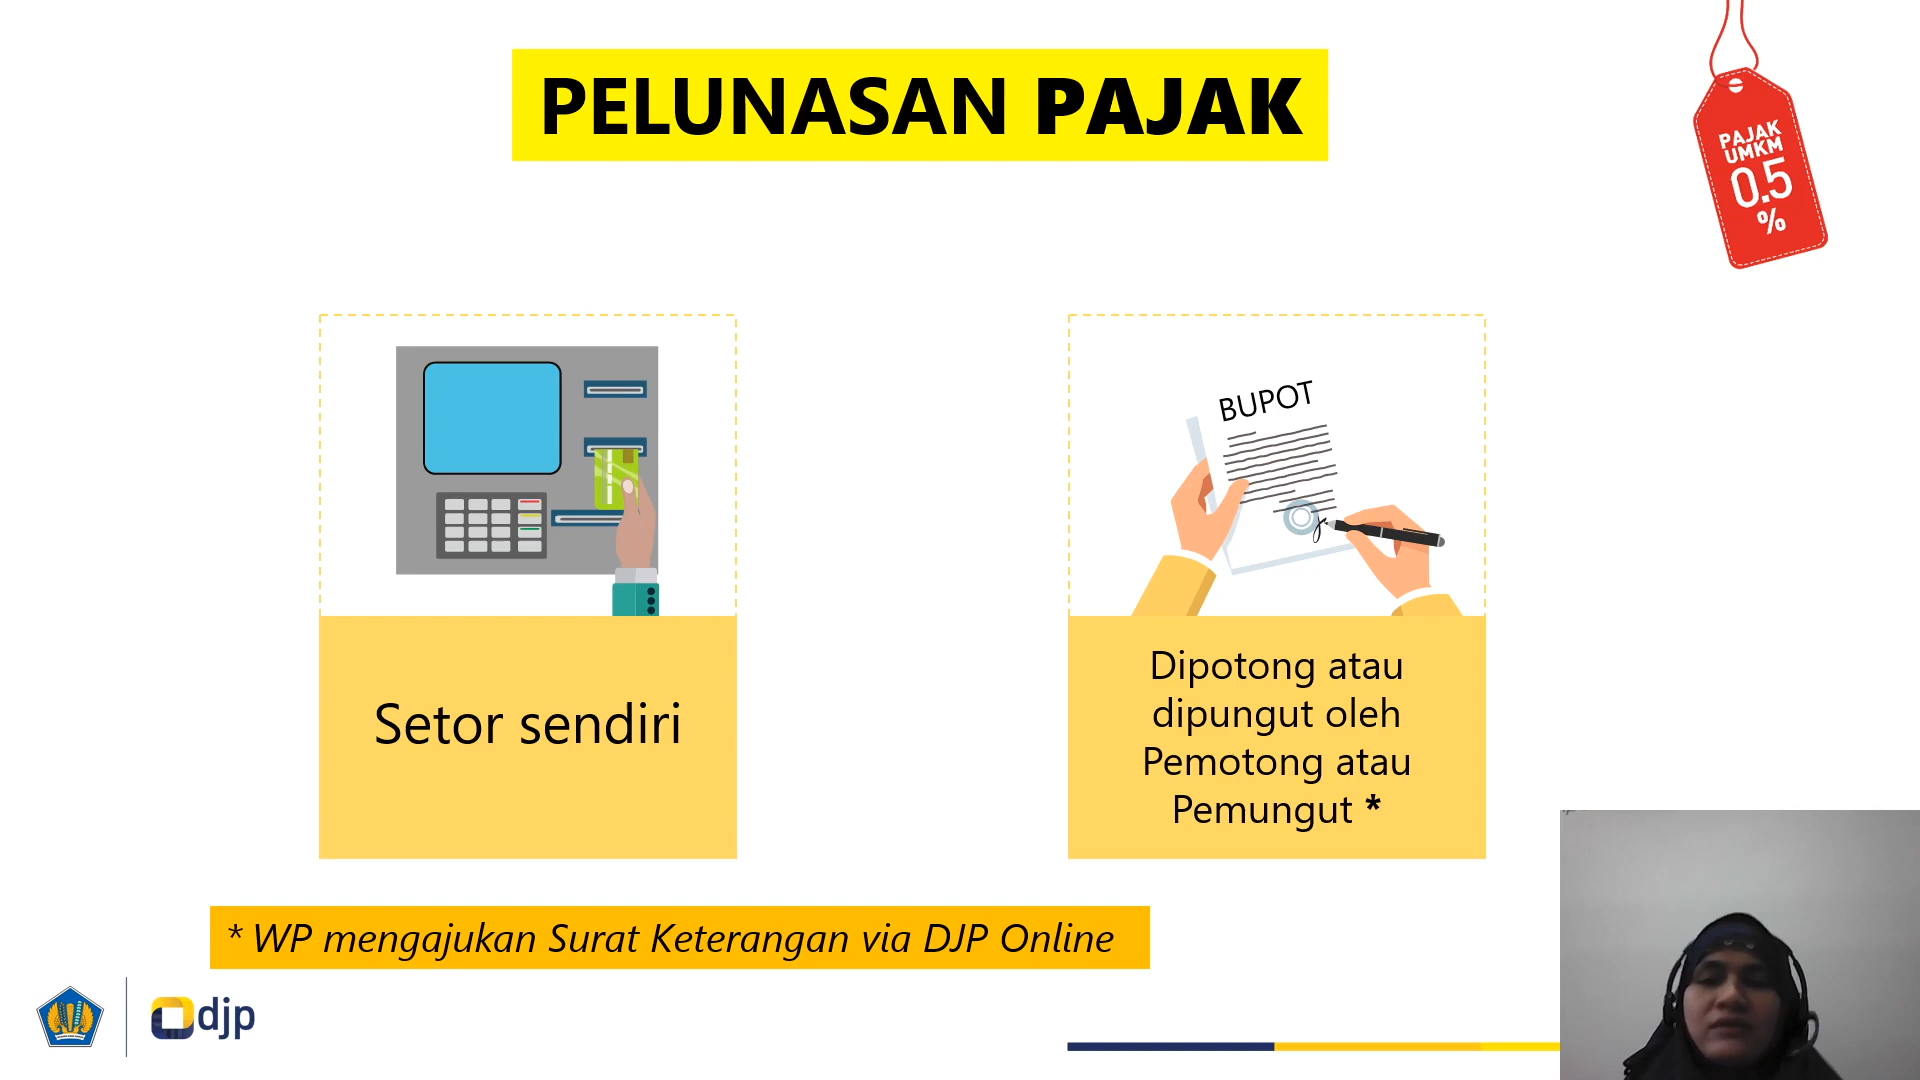 PELUNASAN PAJAK
PAJAK
UMKM
0.5
%
BUPOT
Setor sendiri
Dipotong atau
dipungut oleh
Pemotong atau
Pemungut *
* WP mengajukan Surat Keterangan via DJP Online
djp